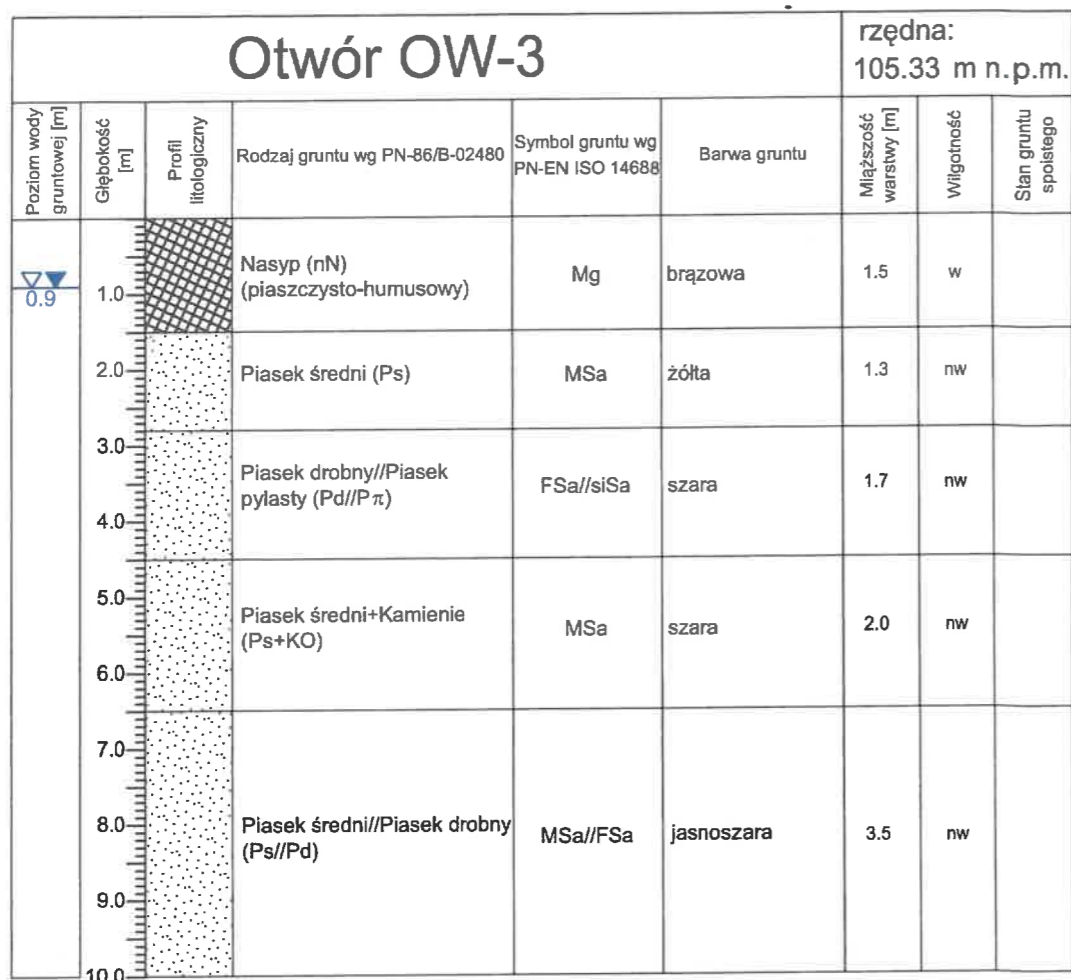 Otwór OW-3
rzędna:
105.33 m n.p.m.
Poziom wody
gruntowej [m]
Głębokość
[m]
Profil
litologiczny
Rodzaj gruntu wg PN-86/B-02480
Symbol gruntu wg
PN-EN ISO 14688
Barwa gruntu
Miąższość
warstwy [m]
Wilgotność
Stan gruntu
spoistego
0.9
1.0
Nasyp (nN)
(piaszczysto-humusowy)
Mg
brązowa
1.5
w
2.0
Piasek średni (Ps)
MSa
żółta
1.3
nw
3.0
Piasek drobny//Piasek
pylasty (Pd//Pπ)
FSa//siSa
szara
1.7
nw
4.0
5.0
Piasek średni+Kamienie
(Ps+KO)
MSa
szara
2.0
nw
6.0
7.0
8.0
Piasek średni//Piasek drobny
(Ps//Pd)
MSa//FSa
jasnoszara
3.5
nw
9.0
10.0